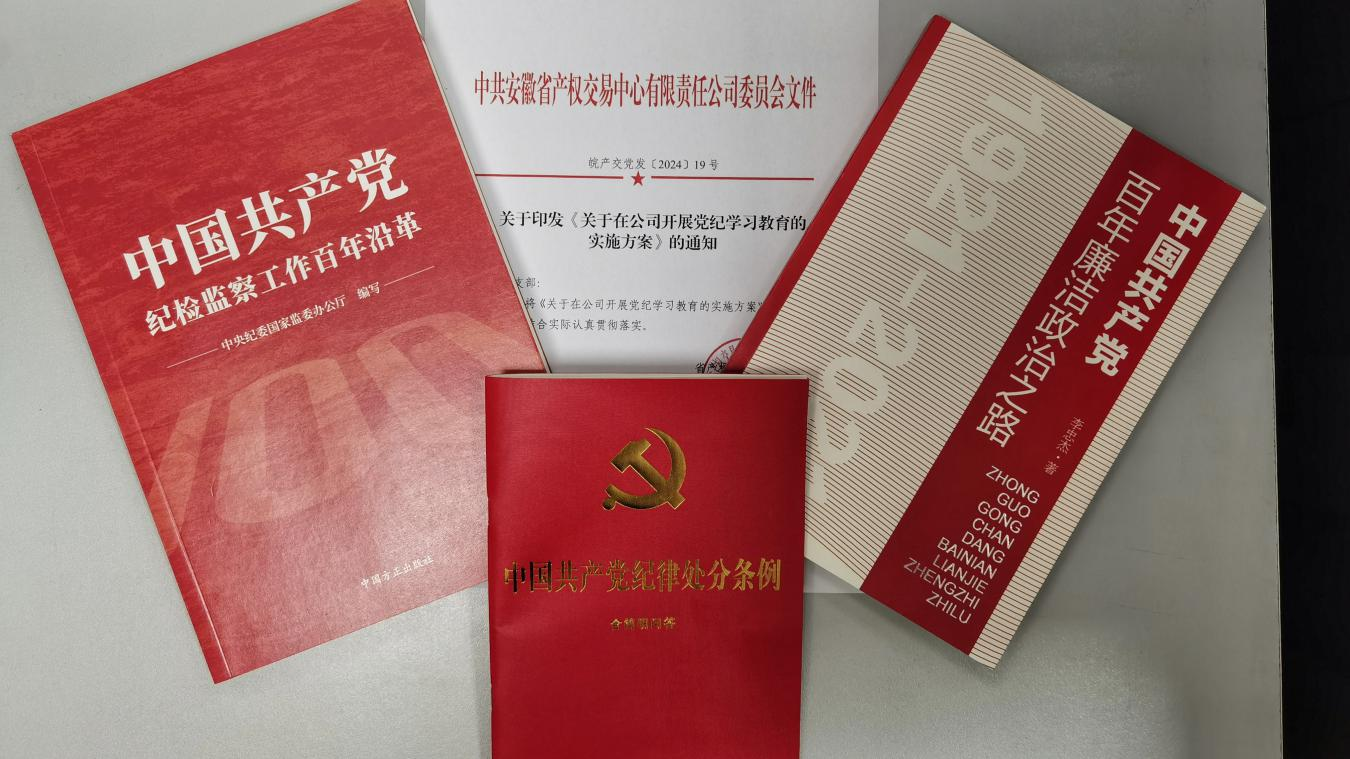 中国共产党
纪检监察工作百年沿革
中央纪委国家监委办公厅 编写
中国方正出版社
中共安徽省产权交易中心有限责任公司委员会文件
皖产交党发〔2024〕19号
关于印发《关于在公司开展党纪学习教育的
实施方案》的通知
支部:
将《关于在公司开展党纪学习教育的实施方案》
合实际认真贯彻落实。
中国共产党纪律处分条例
含简明问答
1921-202
中国共产党
百年廉洁政治之路
李忠杰·著
ZHONG
GUO
GONG
CHAN
DANG
BAINIAN
LIANJIE
ZHENGZHI
ZHILU